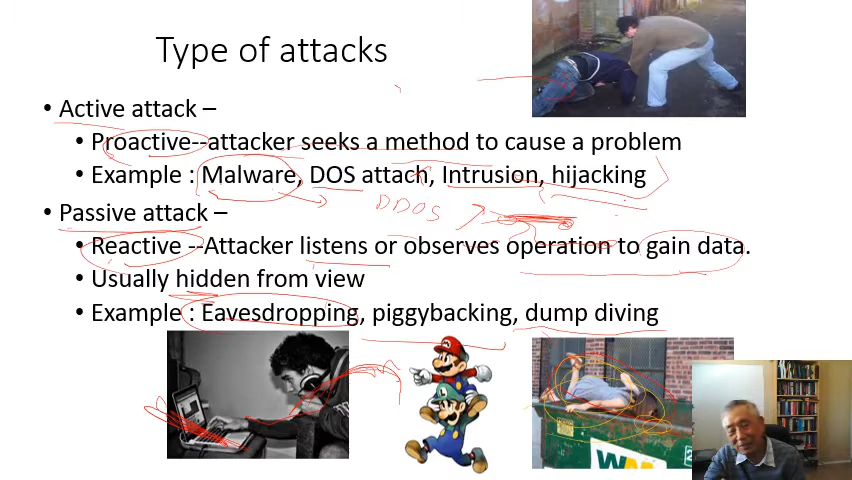 Type of attacks
• Active attack –
• Proactive--attacker seeks a method to cause a problem
• Example : Malware, DOS attach, Intrusion, hijacking
DDOS
• Passive attack –
• Reactive --Attacker listens or observes operation to gain data.
• Usually hidden from view
• Example : Eavesdropping, piggybacking, dump diving
WM